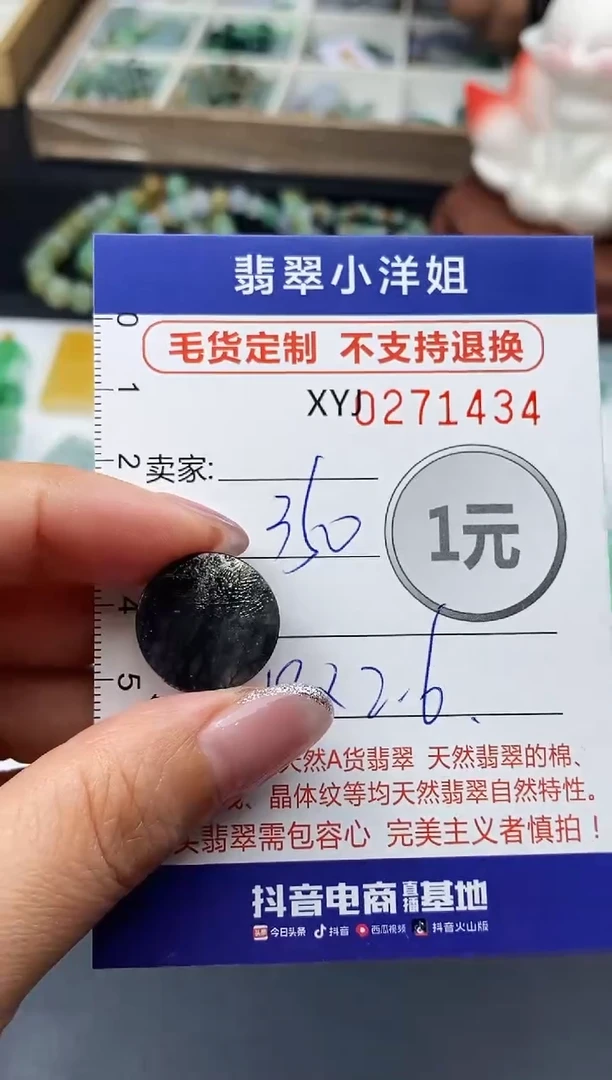 翡翠小洋姐
毛货定制 不支持退换
XYJ0271434
0
1
2 卖家:
350
1元
4
5
2.6
天然A货翡翠 天然翡翠的棉、
、晶体纹等均天然翡翠自然特性。
翡翠需包容心 完美主义者慎拍!
抖音电商直播基地
头条 今日头条 抖音 西瓜视频 抖音火山版